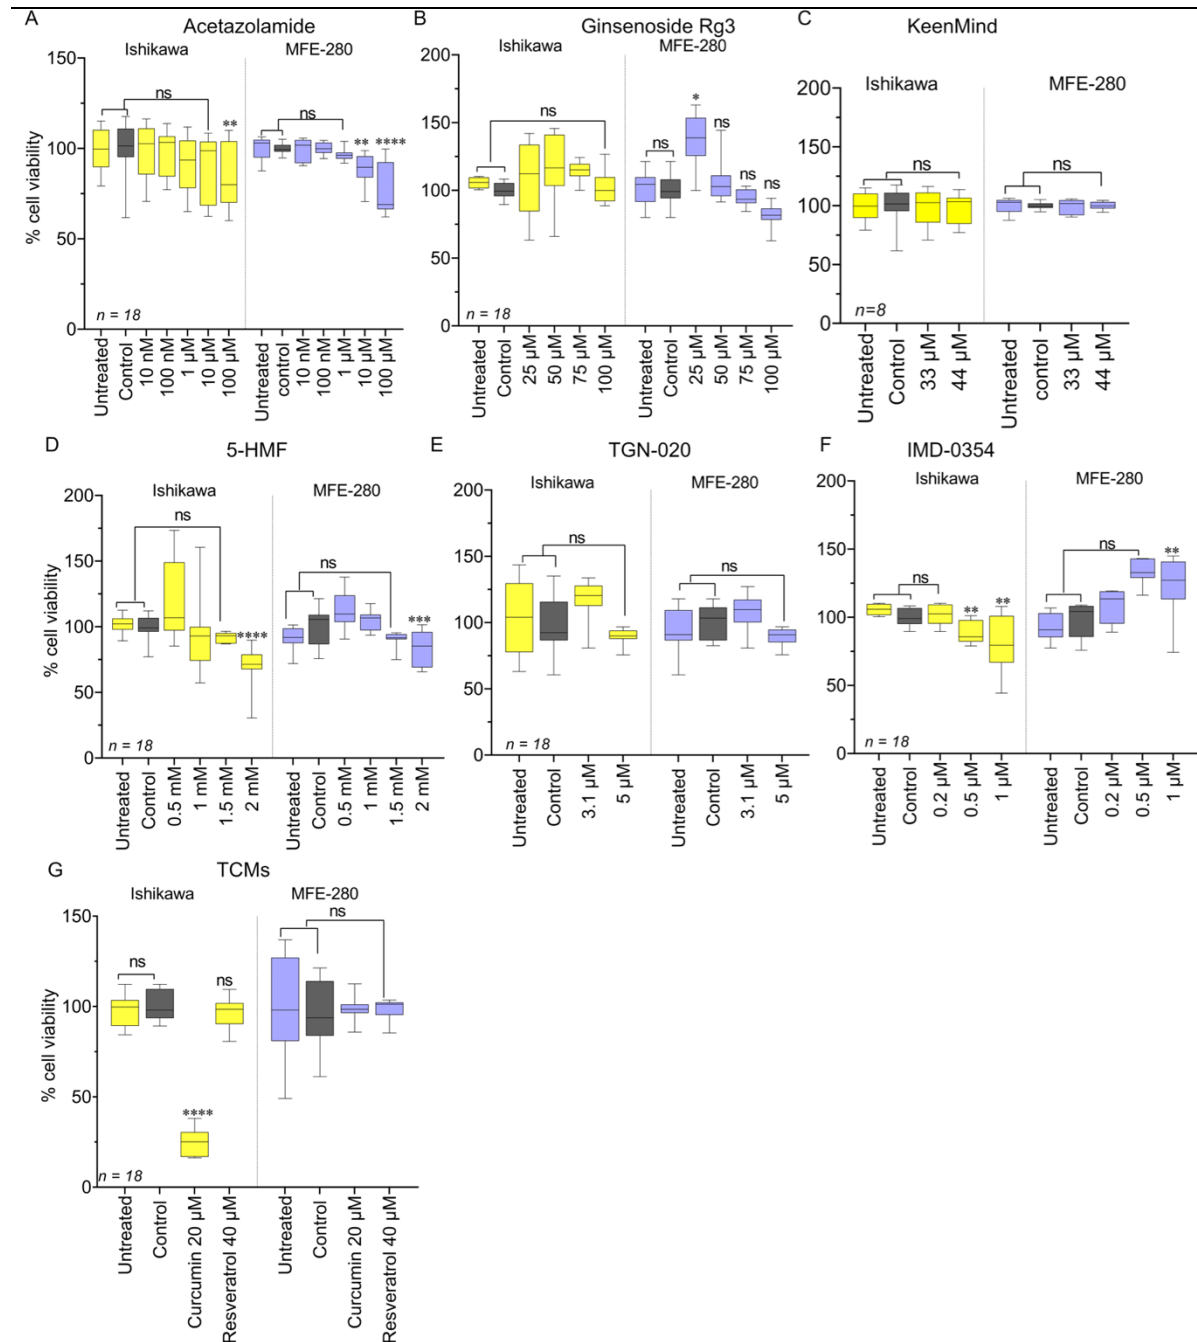 A
Acetazolamide
Ishikawa
MFE-280
% cell viability
150
100
50
0
ns
**
ns
**
****
n = 18
Untreated
Control
10 nM
100 nM
1 µM
10 µM
100 µM
Untreated
control
10 nM
100 nM
1 µM
10 µM
100 µM
B
Ginsenoside Rg3
Ishikawa
MFE-280
200
150
100
50
0
ns
ns
*
ns
ns
ns
n = 18
Untreated
Control
25 µM
50 µM
75 µM
100 µM
Untreated
Control
25 µM
50 µM
75 µM
100 µM
C
KeenMind
Ishikawa
MFE-280
200
150
100
50
0
ns
ns
n=8
Untreated
Control
33 µM
44 µM
Untreated
control
33 µM
44 µM
D
5-HMF
Ishikawa
MFE-280
% cell viability
200
150
100
50
0
ns
****
ns
***
n = 18
Untreated
Control
0.5 mM
1 mM
1.5 mM
2 mM
Untreated
Control
0.5 mM
1 mM
1.5 mM
2 mM
E
TGN-020
Ishikawa
MFE-280
200
150
100
50
0
ns
ns
n = 18
Untreated
Control
3.1 µM
5 µM
Untreated
Control
3.1 µM
5 µM
F
IMD-0354
Ishikawa
MFE-280
200
150
100
50
0
ns
**
**
ns
**
n = 18
Untreated
Control
0.2 µM
0.5 µM
1 µM
Untreated
Control
0.2 µM
0.5 µM
1 µM
G
TCMs
Ishikawa
MFE-280
% cell viability
150
100
50
0
ns
****
ns
ns
n = 18
Untreated
Control
Curcumin 20 µM
Resveratrol 40 µM
Untreated
Control
Curcumin 20 µM
Resveratrol 40 µM